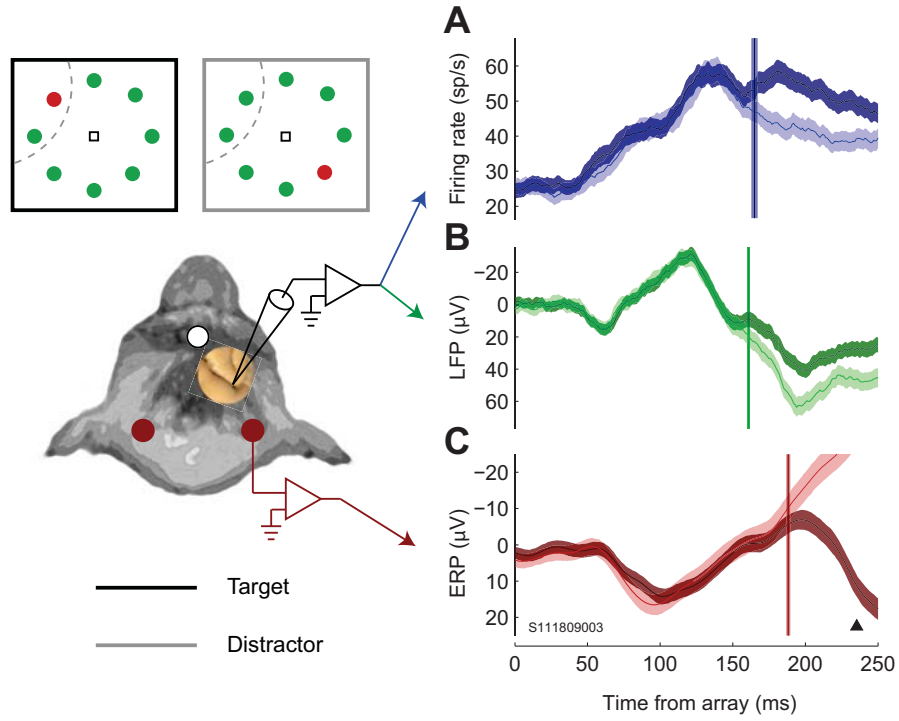 A
Firing rate (sp/s)
60
50
40
30
20
B
LFP (µV)
−20
0
20
40
60
C
ERP (µV)
−20
−10
0
10
20
S111809003
0
50
100
150
200
250
Time from array (ms)
Target
Distractor